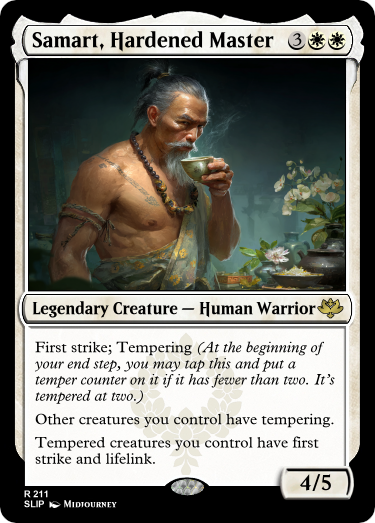 Samart, Hardened Master 3
Legendary Creature — Human Warrior
First strike; Tempering (At the beginning of
your end step, you may tap this and put a
temper counter on it if it has fewer than two. It's
tempered at two.)
Other creatures you control have tempering.
Tempered creatures you control have first
strike and lifelink.
4/5
R 211
SLIP Midjourney